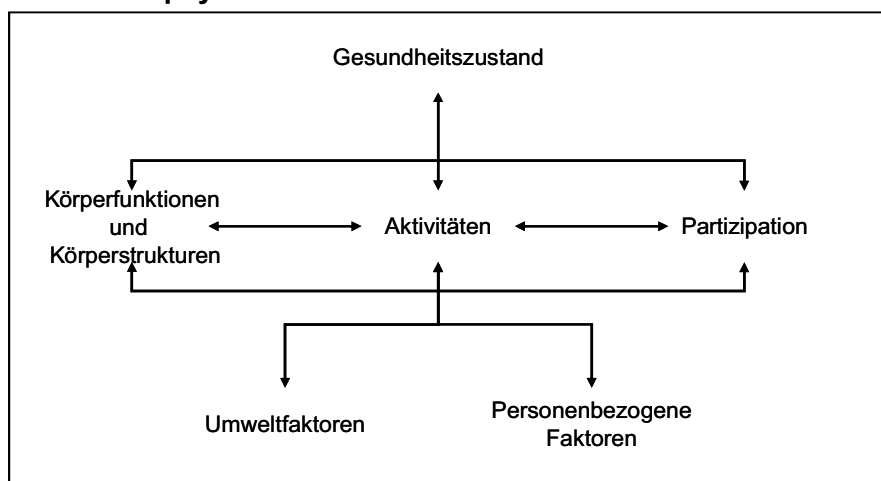 Gesundheitszustand
Körperfunktionen
und
Körperstrukturen
Aktivitäten
Partizipation
Umweltfaktoren
Personenbezogene
Faktoren